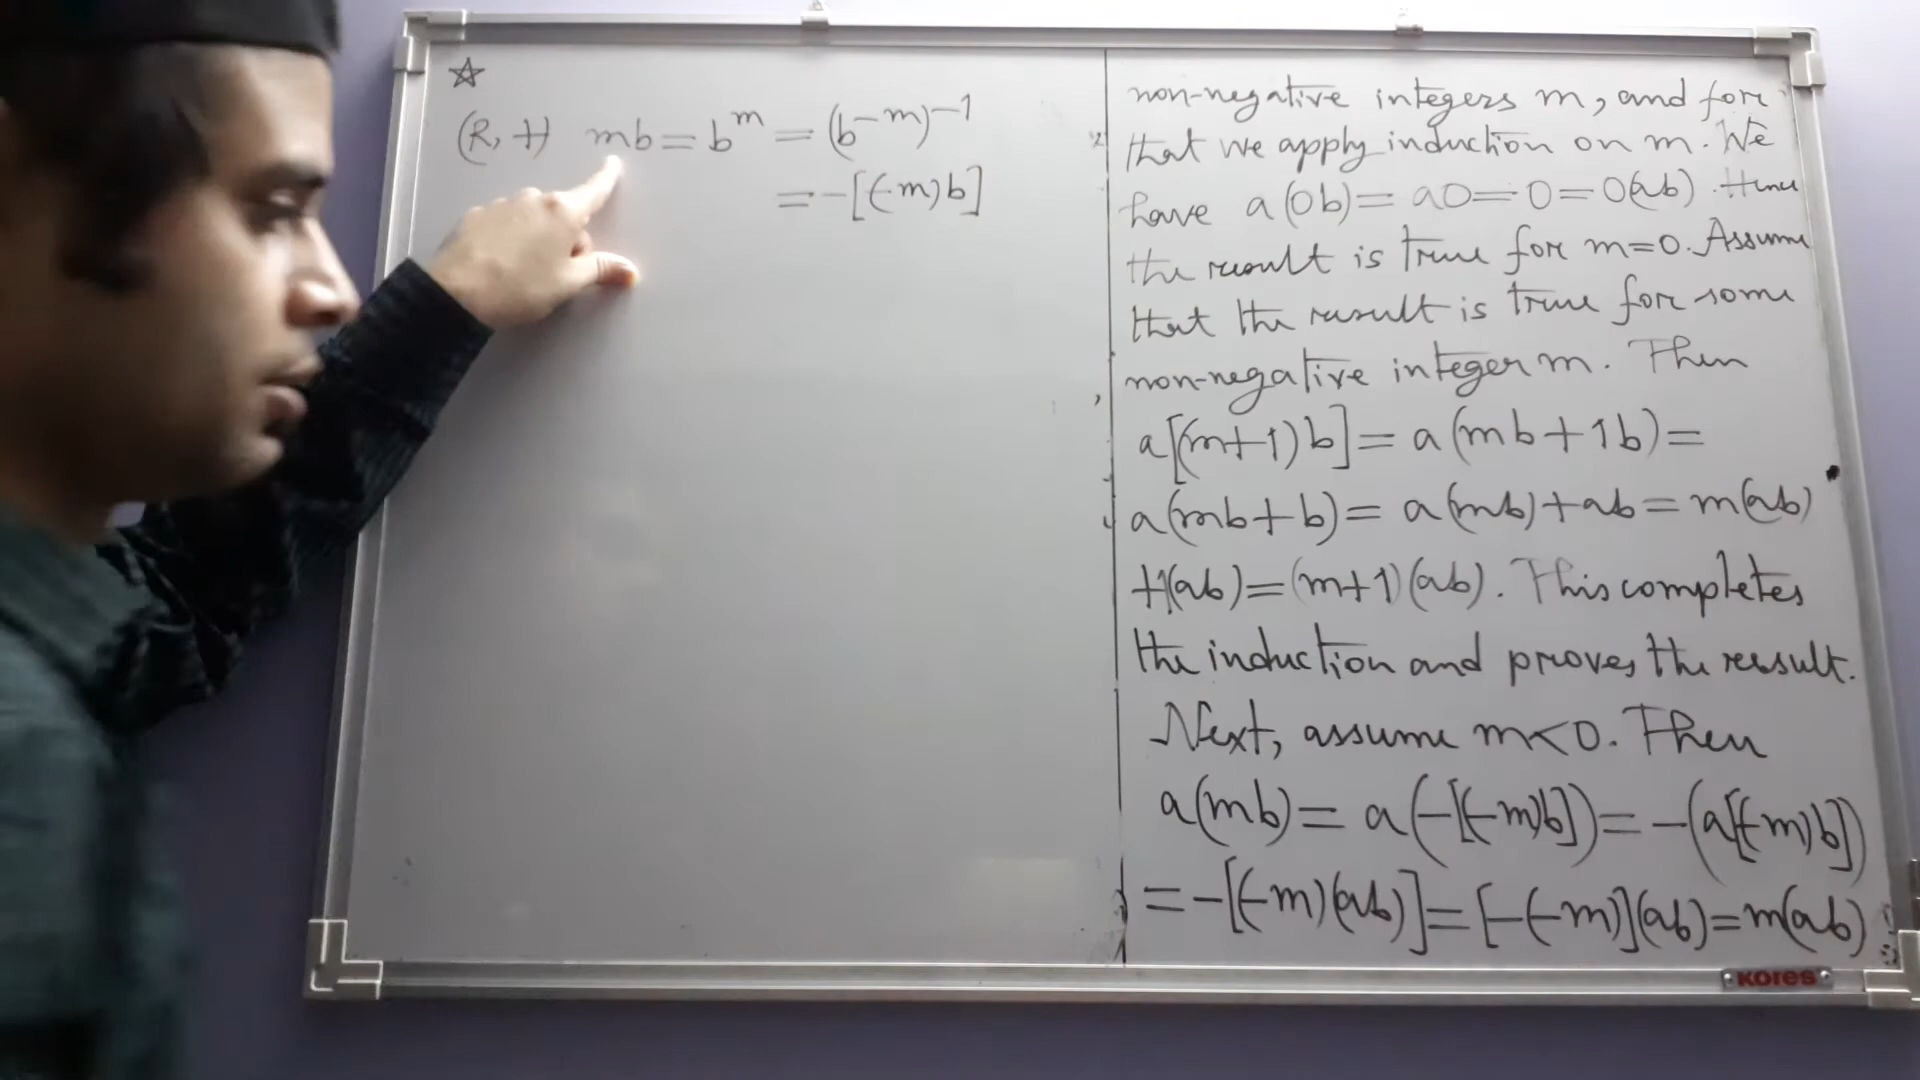 ☆
(R, +) mb = b^m = (b^-m)^-1
= -[(-m)b]
non-negative integers m, and for
that we apply induction on m. We
have a(0b) = a0 = 0 = 0(ab). Hence
the result is true for m=0. Assume
that the result is true for some
non-negative integer m. Then
a[(m+1)b] = a(mb+1b) =
a(mb+b) = a(mb)+ab = m(ab)
+1(ab) = (m+1)(ab). This completes
the induction and proves the result.
Next, assume m<0. Then
a(mb) = a(-[(-m)b]) = -(a[(-m)b])
= -[(-m)(ab)] = [-(-m)](ab) = m(ab)
KORES